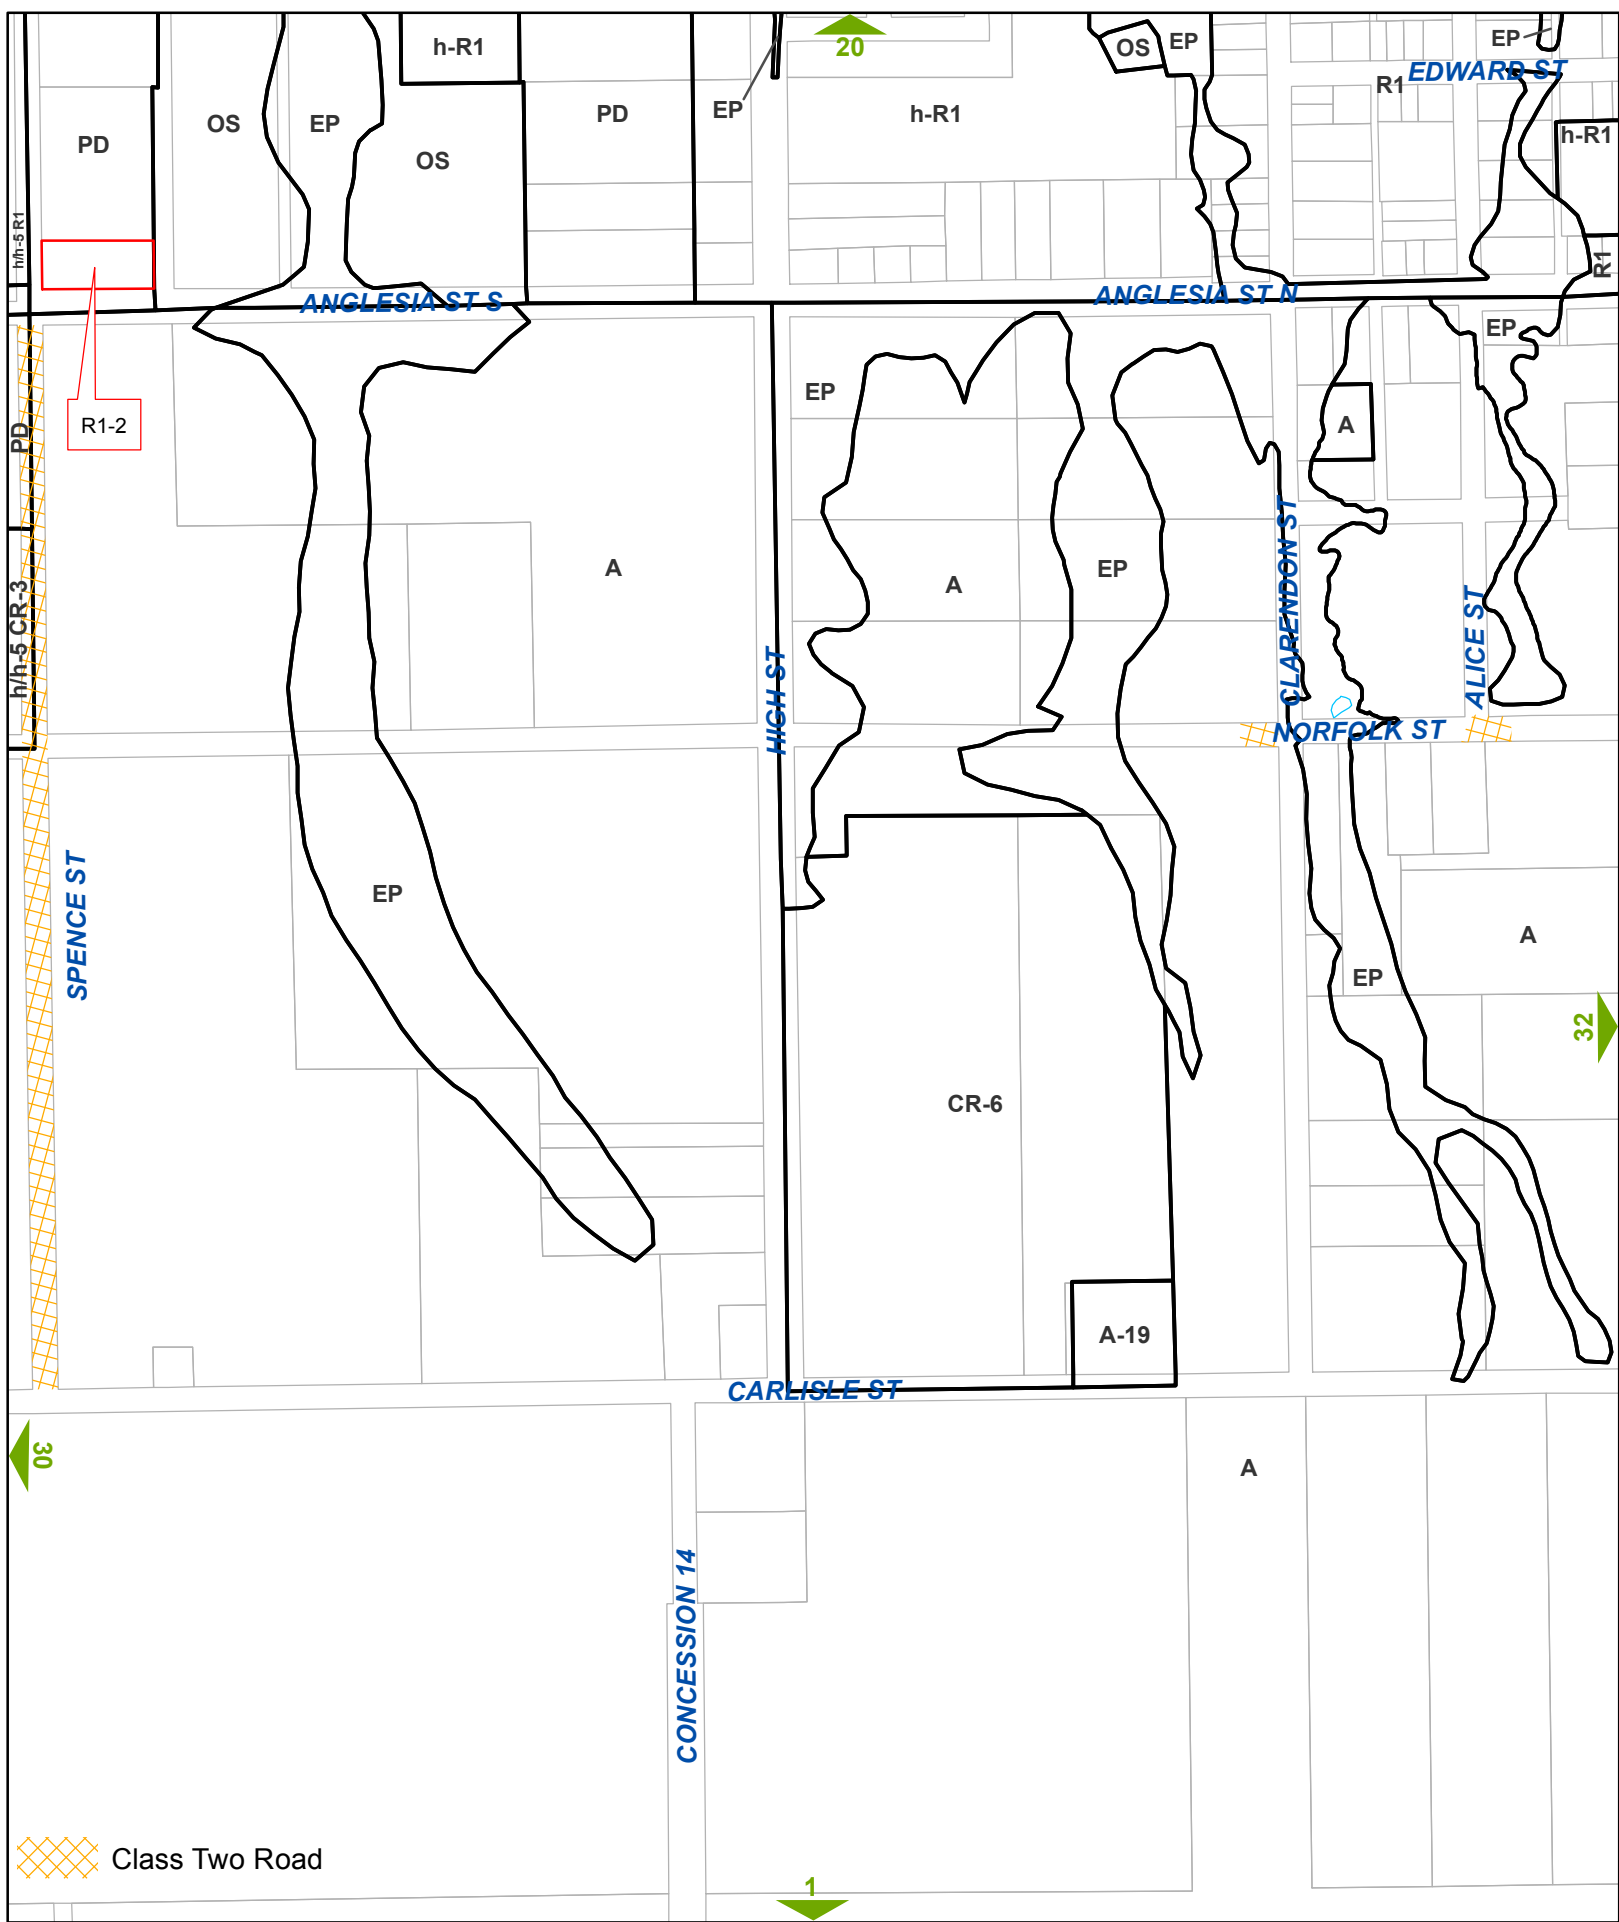 20
h-R1
OS
EP
EP
EDWARD ST
R1
PD
OS
EP
OS
PD
EP
h-R1
h-R1
h/h-5 R1
R1
ANGLESIA ST S
ANGLESIA ST N
EP
EP
R1-2
A
PD
A
A
EP
CLARENDON ST
h/h-5 CR-3
HIGH ST
ALICE ST
NORFOLK ST
SPENCE ST
EP
A
EP
32
CR-6
A-19
CARLISLE ST
30
A
CONCESSION 14
Class Two Road
1